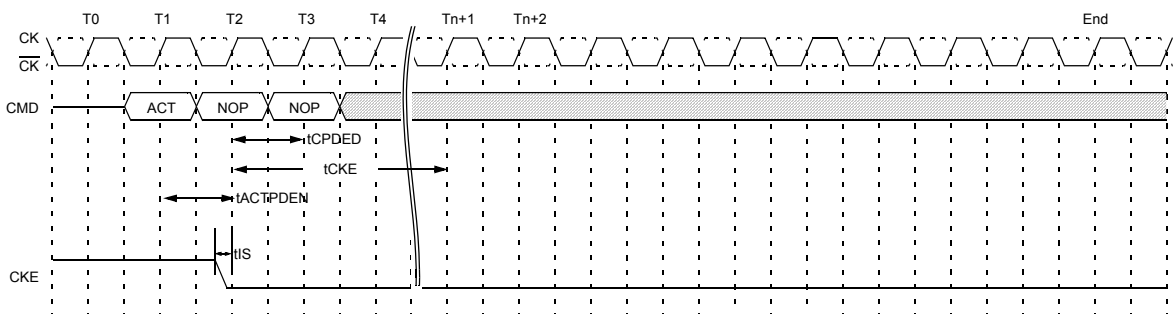 T0 T1 T2 T3 T4 Tn+1 Tn+2 End
CK
CK
CMD ACT NOP NOP
tCPDED
tCKE
tACTPDEN
tIS
CKE